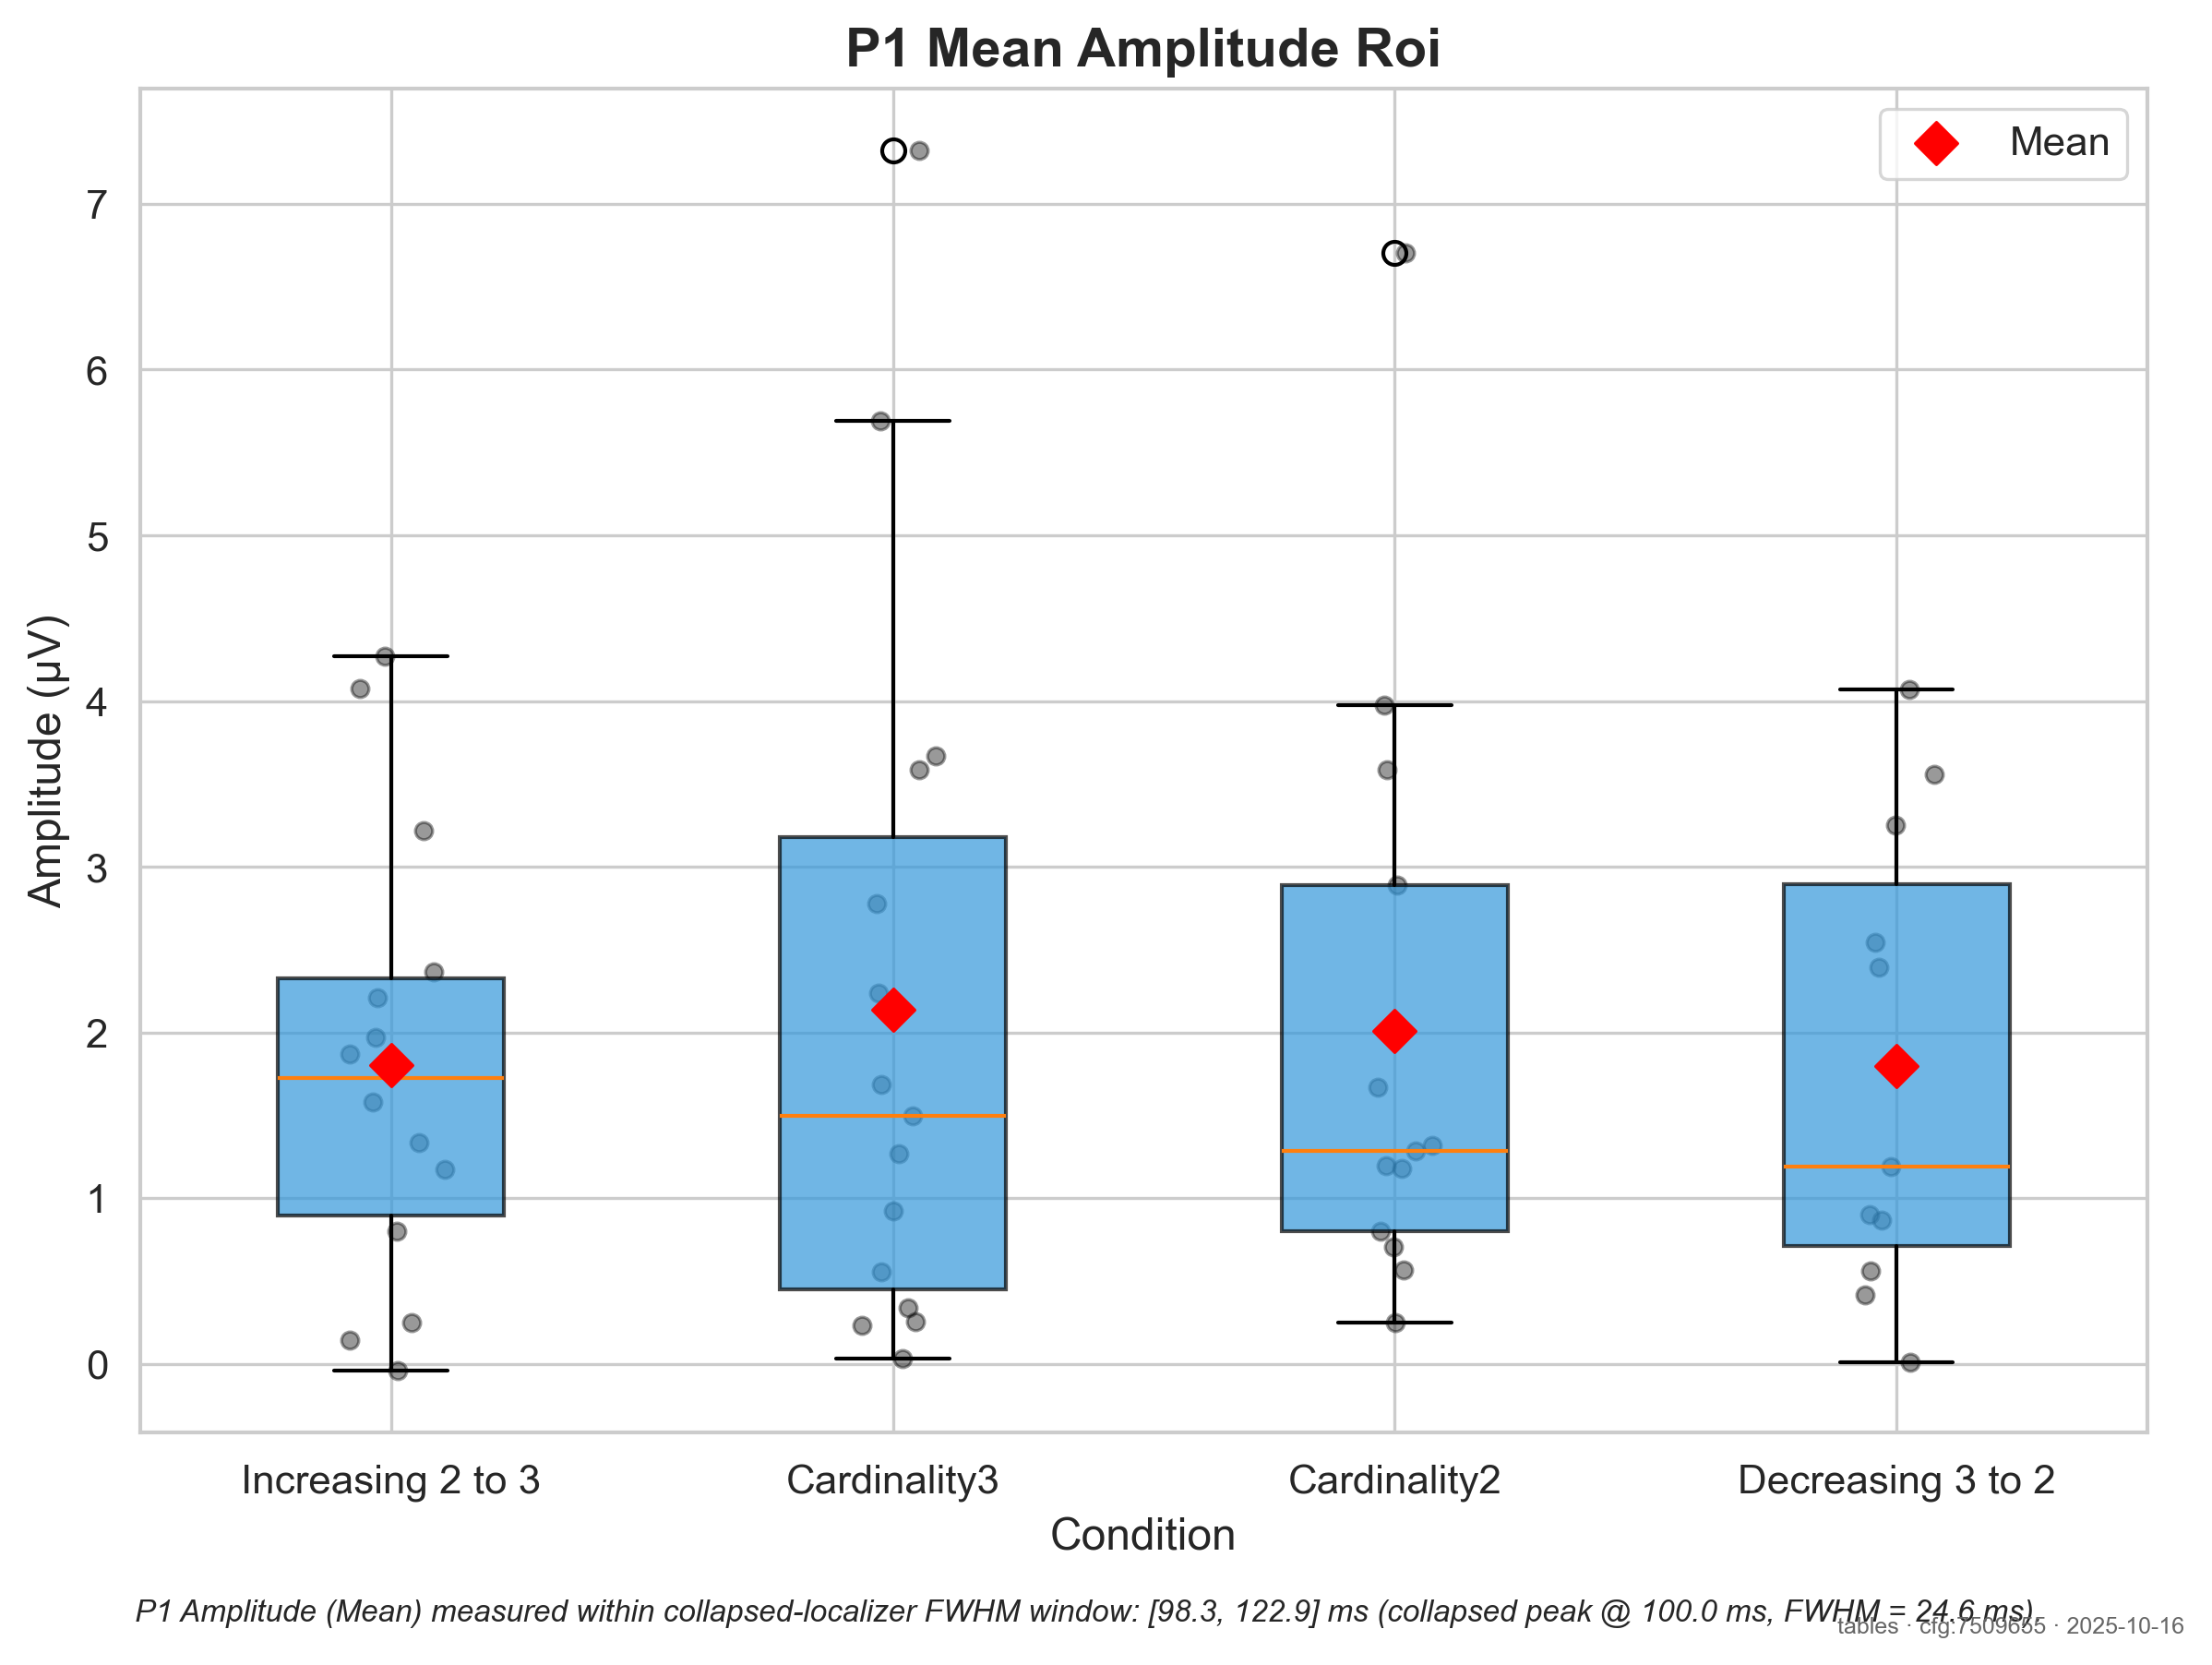 P1 Mean Amplitude Roi
Mean
7
6
5
4
3
2
1
0
Amplitude (µV)
Increasing 2 to 3
Cardinality3
Cardinality2
Decreasing 3 to 2
Condition
P1 Amplitude (Mean) measured within collapsed-localizer FWHM window: [98.3, 122.9] ms (collapsed peak @ 100.0 ms, FWHM = 24.6 ms).
tables · cfg:7509655 · 2025-10-16